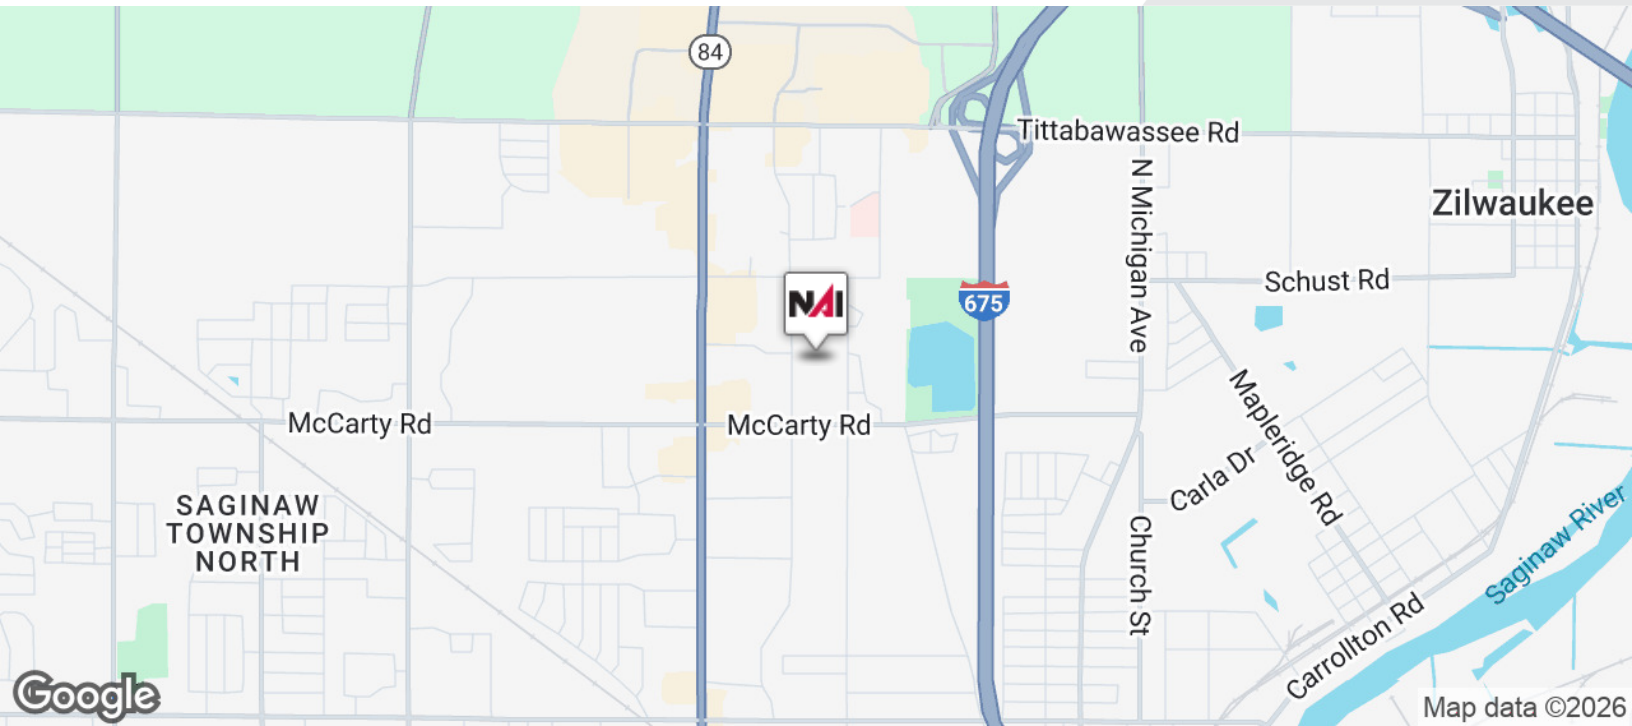 84
Tittabawassee Rd
N Michigan Ave
Zilwaukee
Schust Rd
NAI
675
Mapleridge Rd
McCarty Rd
McCarty Rd
Carla Dr
SAGINAW
TOWNSHIP
NORTH
Church St
Saginaw River
Carrollton Rd
Google
Map data ©2026